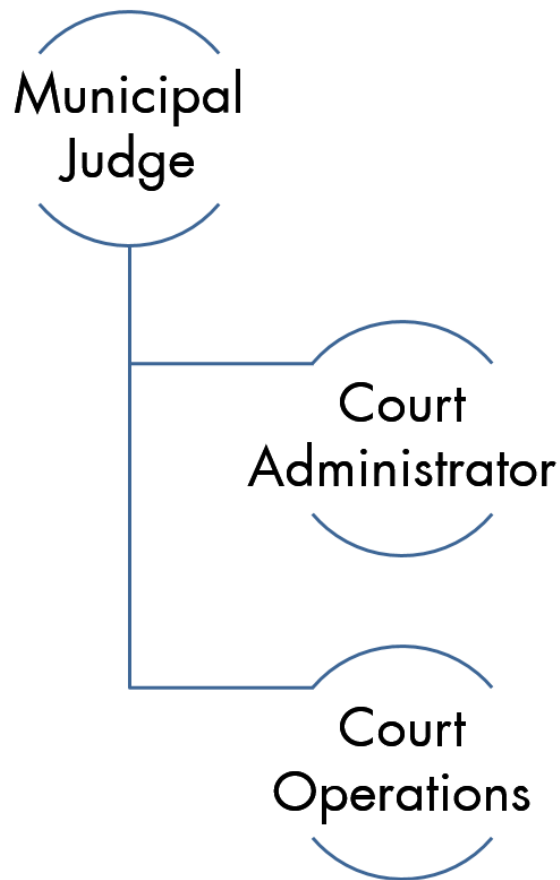 Municipal
Judge
Court
Administrator
Court
Operations